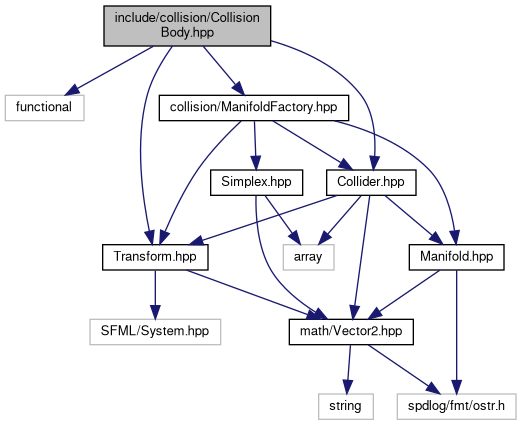 include/collision/Collision
Body.hpp
functional
collision/ManifoldFactory.hpp
Simplex.hpp
Collider.hpp
Transform.hpp
array
Manifold.hpp
SFML/System.hpp
math/Vector2.hpp
string
spdlog/fmt/ostr.h